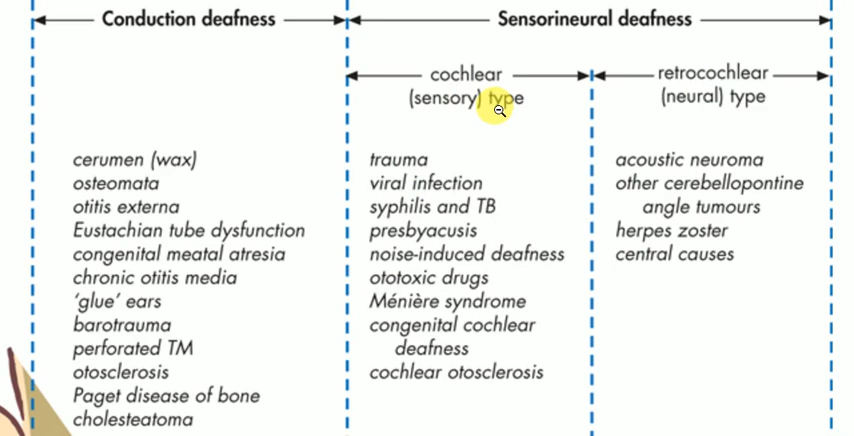 Conduction deafness
Sensorineural deafness
cochlear
(sensory) type
retrocochlear
(neural) type
cerumen (wax)
osteomata
otitis externa
Eustachian tube dysfunction
congenital meatal atresia
chronic otitis media
‘glue’ ears
barotrauma
perforated TM
otosclerosis
Paget disease of bone
cholesteatoma
trauma
viral infection
syphilis and TB
presbyacusis
noise-induced deafness
ototoxic drugs
Ménière syndrome
congenital cochlear
deafness
cochlear otosclerosis
acoustic neuroma
other cerebellopontine
angle tumours
herpes zoster
central causes